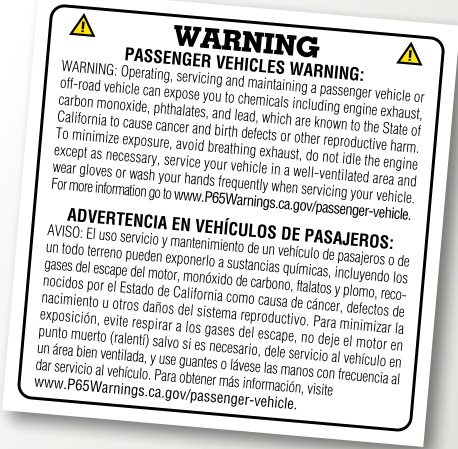 WARNING
PASSENGER VEHICLES WARNING:
WARNING: Operating, servicing and maintaining a passenger vehicle or
off-road vehicle can expose you to chemicals including engine exhaust,
carbon monoxide, phthalates, and lead, which are known to the State of
California to cause cancer and birth defects or other reproductive harm.
To minimize exposure, avoid breathing exhaust, do not idle the engine
except as necessary, service your vehicle in a well-ventilated area and
wear gloves or wash your hands frequently when servicing your vehicle.
For more information go to www.P65Warnings.ca.gov/passenger-vehicle.
ADVERTENCIA EN VEHÍCULOS DE PASAJEROS:
AVISO: El uso servicio y mantenimiento de un vehículo de pasajeros o de
un todo terreno pueden exponerlo a sustancias químicas, incluyendo los
gases del escape del motor, monóxido de carbono, ftalatos y plomo, reco-
nocidos por el Estado de California como causa de cáncer, defectos de
nacimiento u otros daños del sistema reproductivo. Para minimizar la
exposición, evite respirar a los gases del escape, no deje el motor en
punto muerto (ralentí) salvo si es necesario, dele servicio al vehículo en
un área bien ventilada, y use guantes o lávese las manos con frecuencia al
dar servicio al vehículo. Para obtener más información, visite
www.P65Warnings.ca.gov/passenger-vehicle.